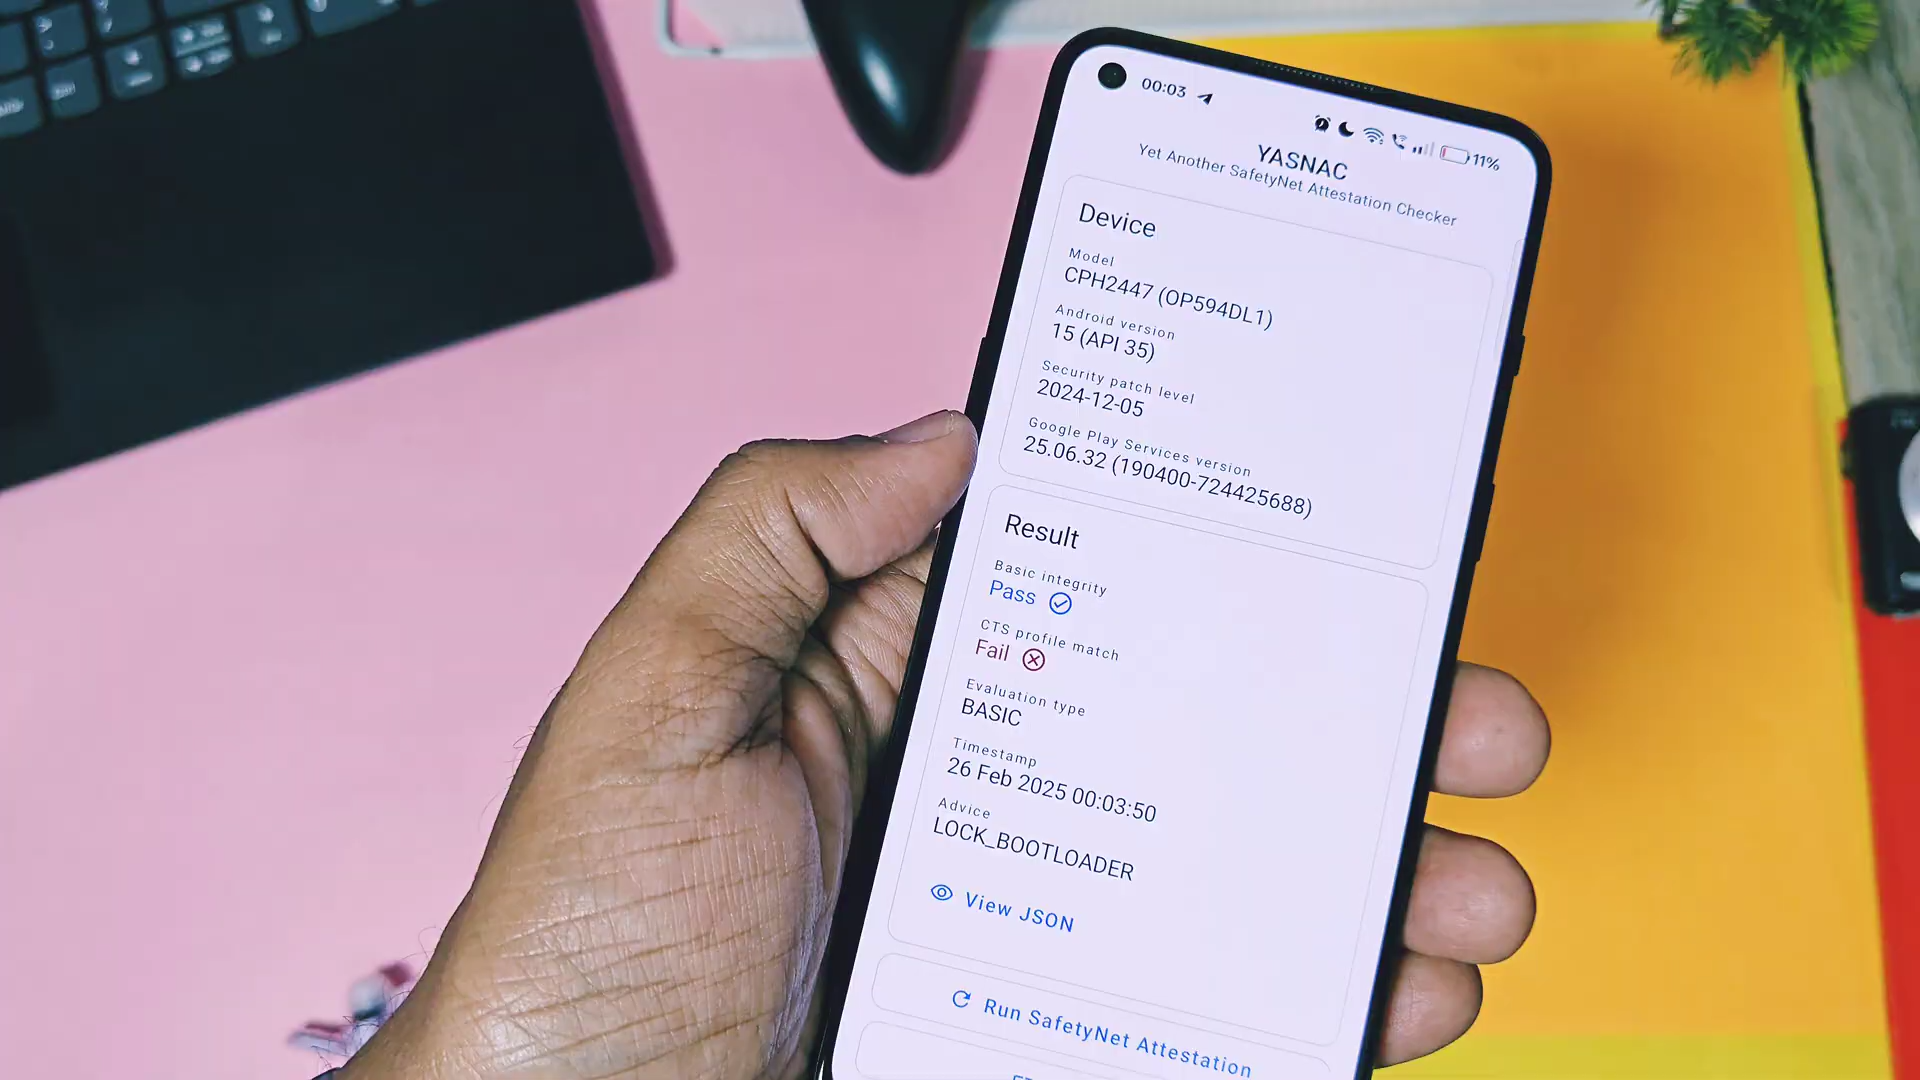 00:03
11%
YASNAC
Yet Another SafetyNet Attestation Checker
Device
Model
CPH2447 (OP594DL1)
Android version
15 (API 35)
Security patch level
2024-12-05
Google Play Services version
25.06.32 (190400-724425688)
Result
Basic integrity
Pass
CTS profile match
Fail
Evaluation type
BASIC
Timestamp
26 Feb 2025 00:03:50
Advice
LOCK_BOOTLOADER
View JSON
Run SafetyNet Attestation